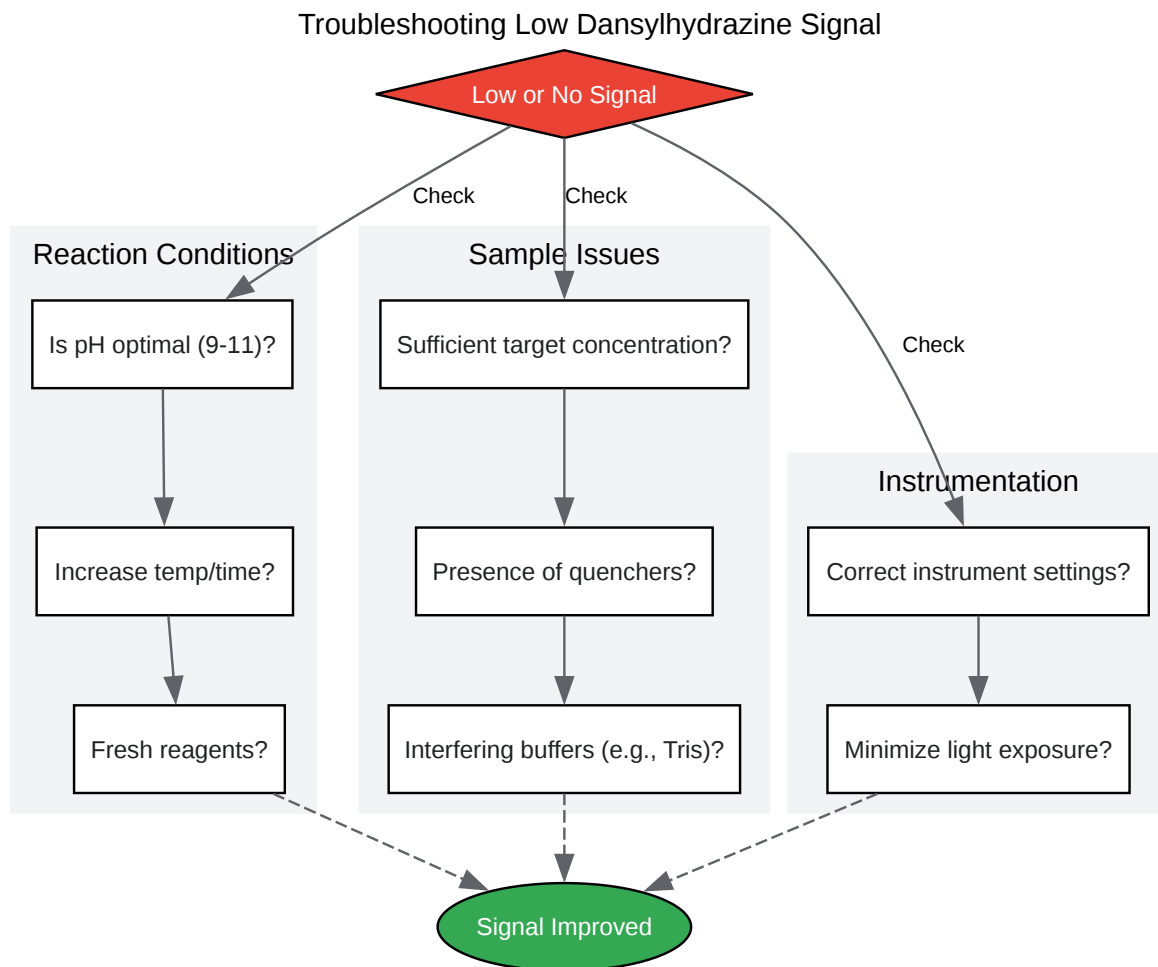 Troubleshooting Low Dansylhydrazine Signal
Low or No Signal
Check
Check
Check
Reaction Conditions
Is pH optimal (9-11)?
Increase temp/time?
Fresh reagents?
Sample Issues
Sufficient target concentration?
Presence of quenchers?
Interfering buffers (e.g., Tris)?
Instrumentation
Correct instrument settings?
Minimize light exposure?
Signal Improved